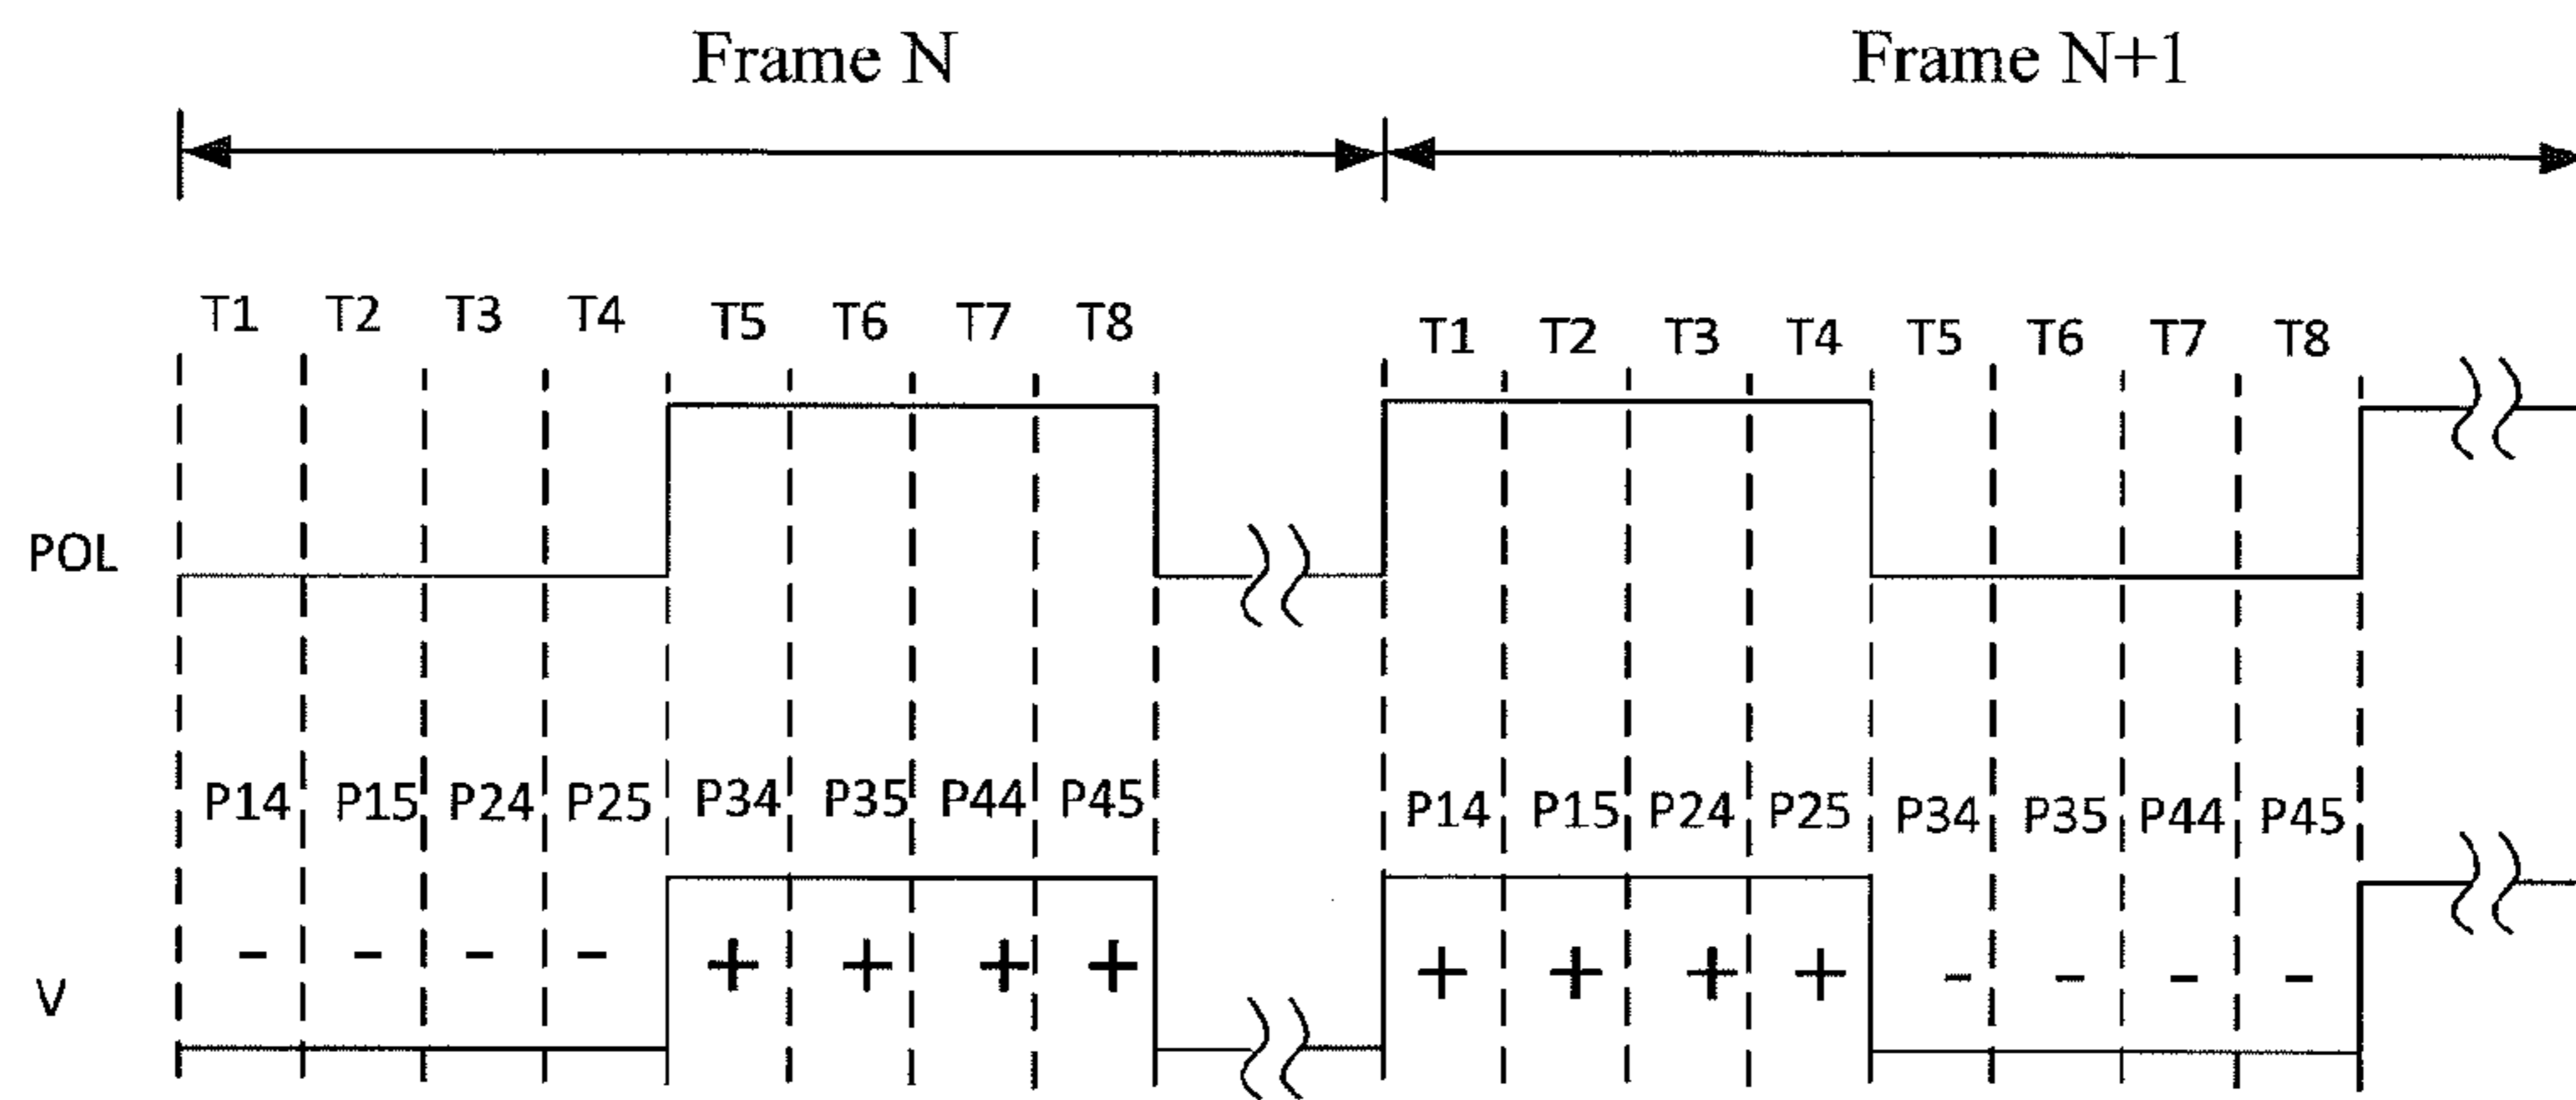 Frame N Frame N+1
T1 T2 T3 T4 T5 T6 T7 T8 T1 T2 T3 T4 T5 T6 T7 T8
POL
P14 P15 P24 P25 P34 P35 P44 P45 P14 P15 P24 P25 P34 P35 P44 P45
- - - - + + + + + + + + - - - -
V